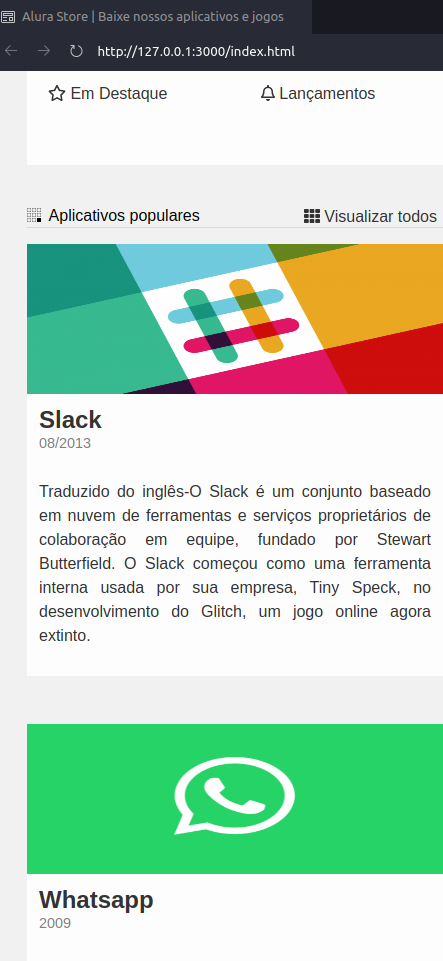 Alura Store | Baixe nossos aplicativos e jogos
http://127.0.0.1:3000/index.html
Em Destaque
Lançamentos
Aplicativos populares
Visualizar todos
Slack
08/2013
Traduzido do inglês-O Slack é um conjunto baseado
em nuvem de ferramentas e serviços proprietários de
colaboração em equipe, fundado por Stewart
Butterfield. O Slack começou como uma ferramenta
interna usada por sua empresa, Tiny Speck, no
desenvolvimento do Glitch, um jogo online agora
extinto.
Whatsapp
2009